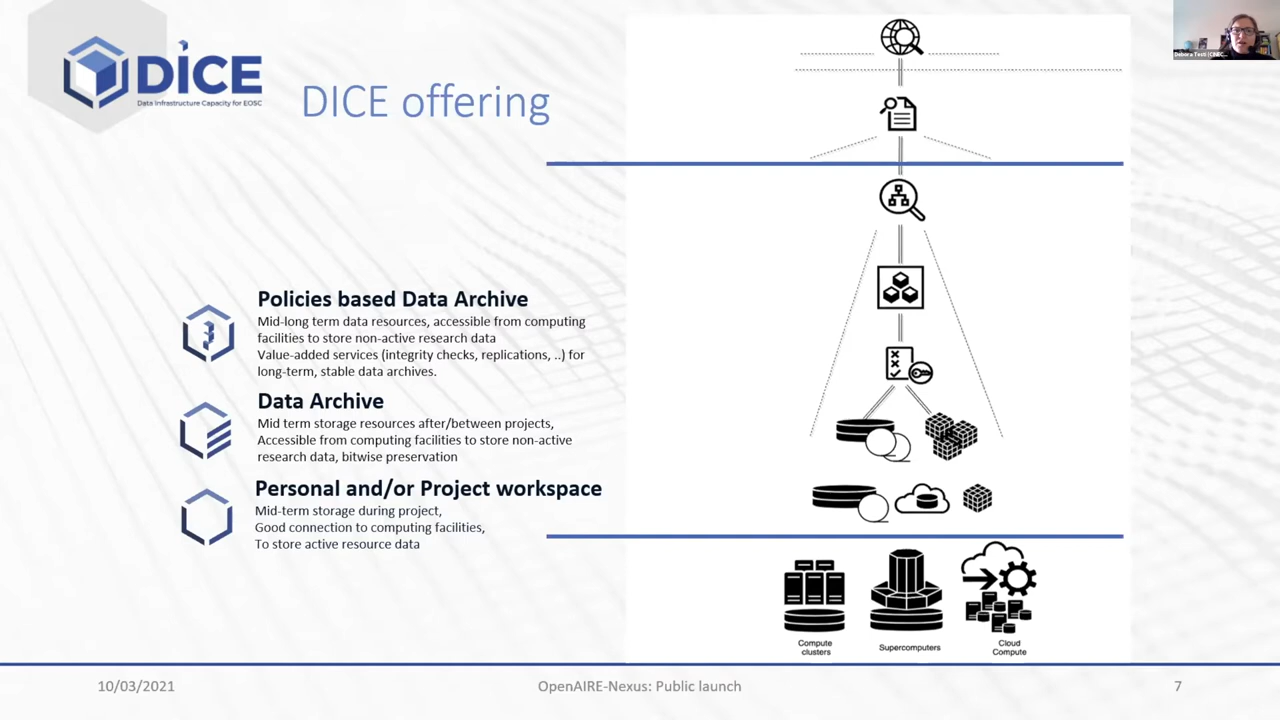 DICE
Data Infrastructure Capacity for EOSC
DICE offering
Debora Testi (CINEC...
Policies based Data Archive
Mid-long term data resources, accessible from computing
facilities to store non-active research data
Value-added services (integrity checks, replications, ..) for
long-term, stable data archives.
Data Archive
Mid term storage resources after/between projects,
Accessible from computing facilities to store non-active
research data, bitwise preservation
Personal and/or Project workspace
Mid-term storage during project,
Good connection to computing facilities,
To store active resource data
Compute
clusters
Supercomputers
Cloud
Compute
10/03/2021
OpenAIRE-Nexus: Public launch
7